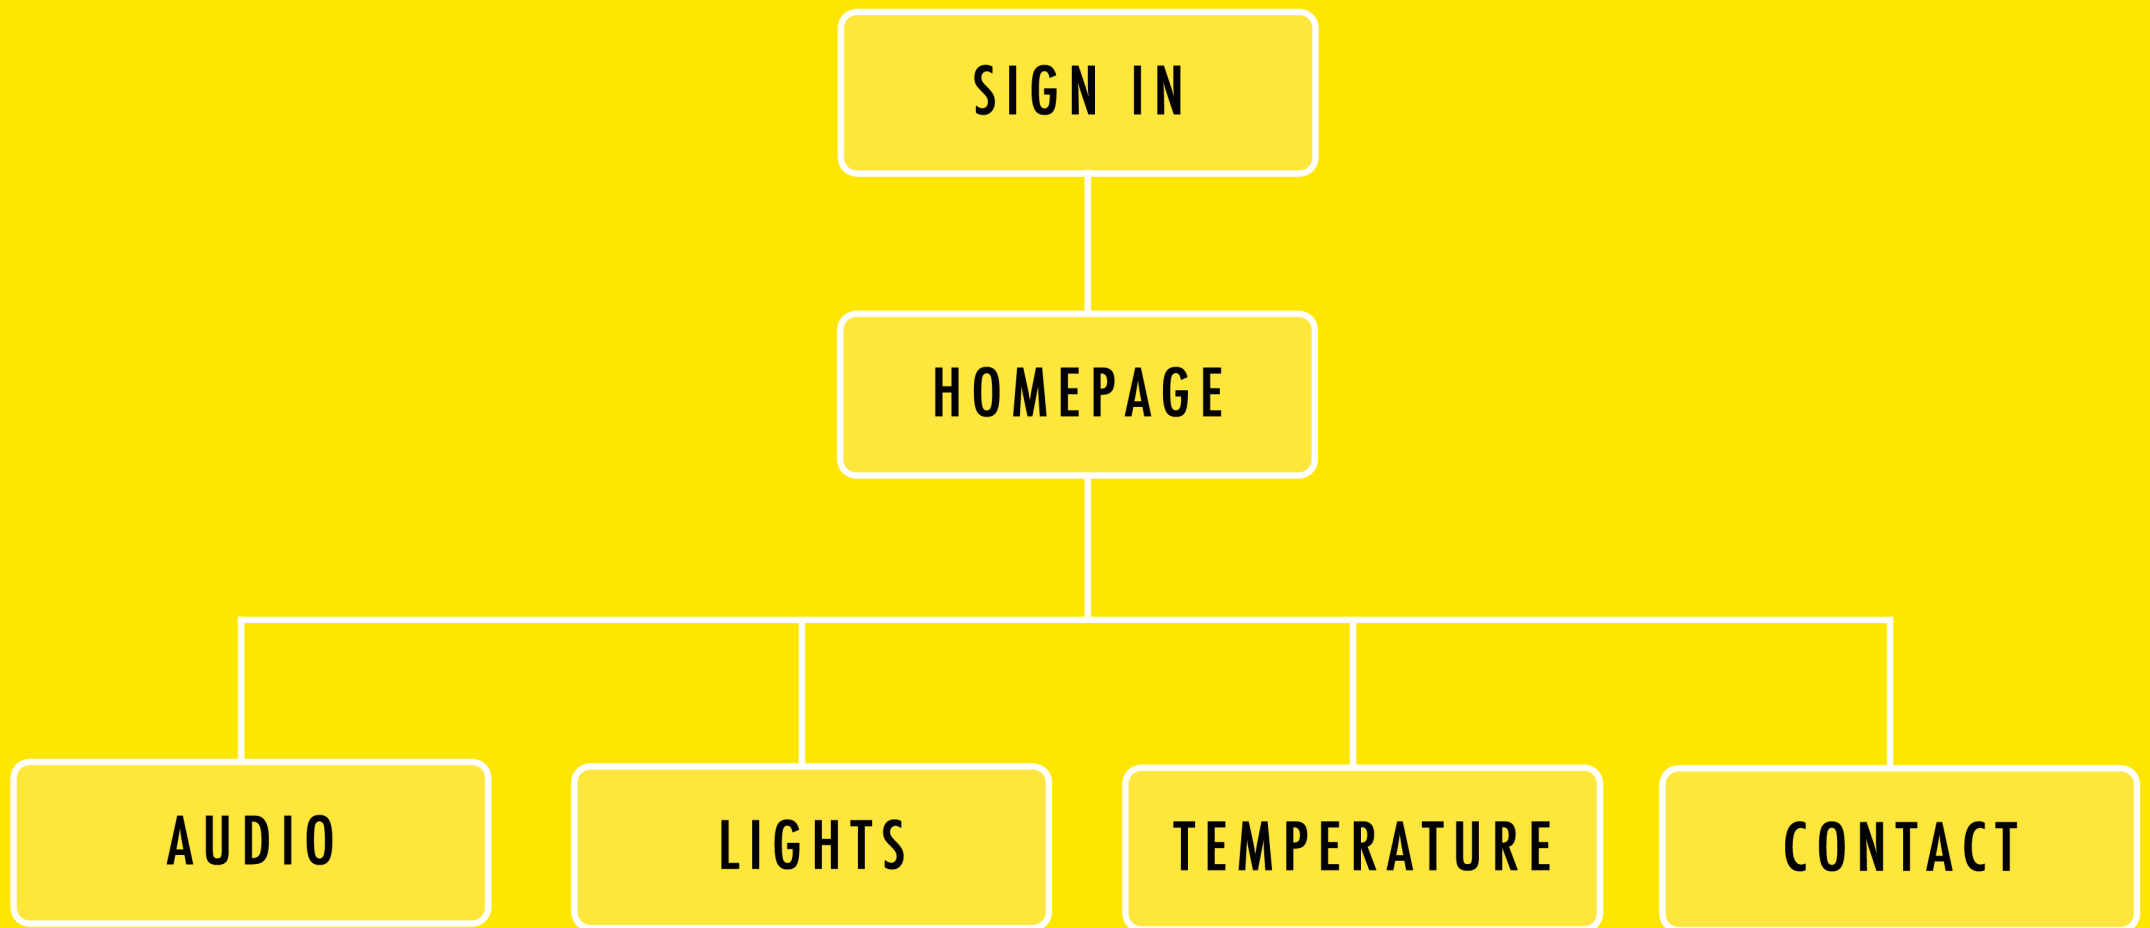 SIGN IN
HOMEPAGE
AUDIO
LIGHTS
TEMPERATURE
CONTACT